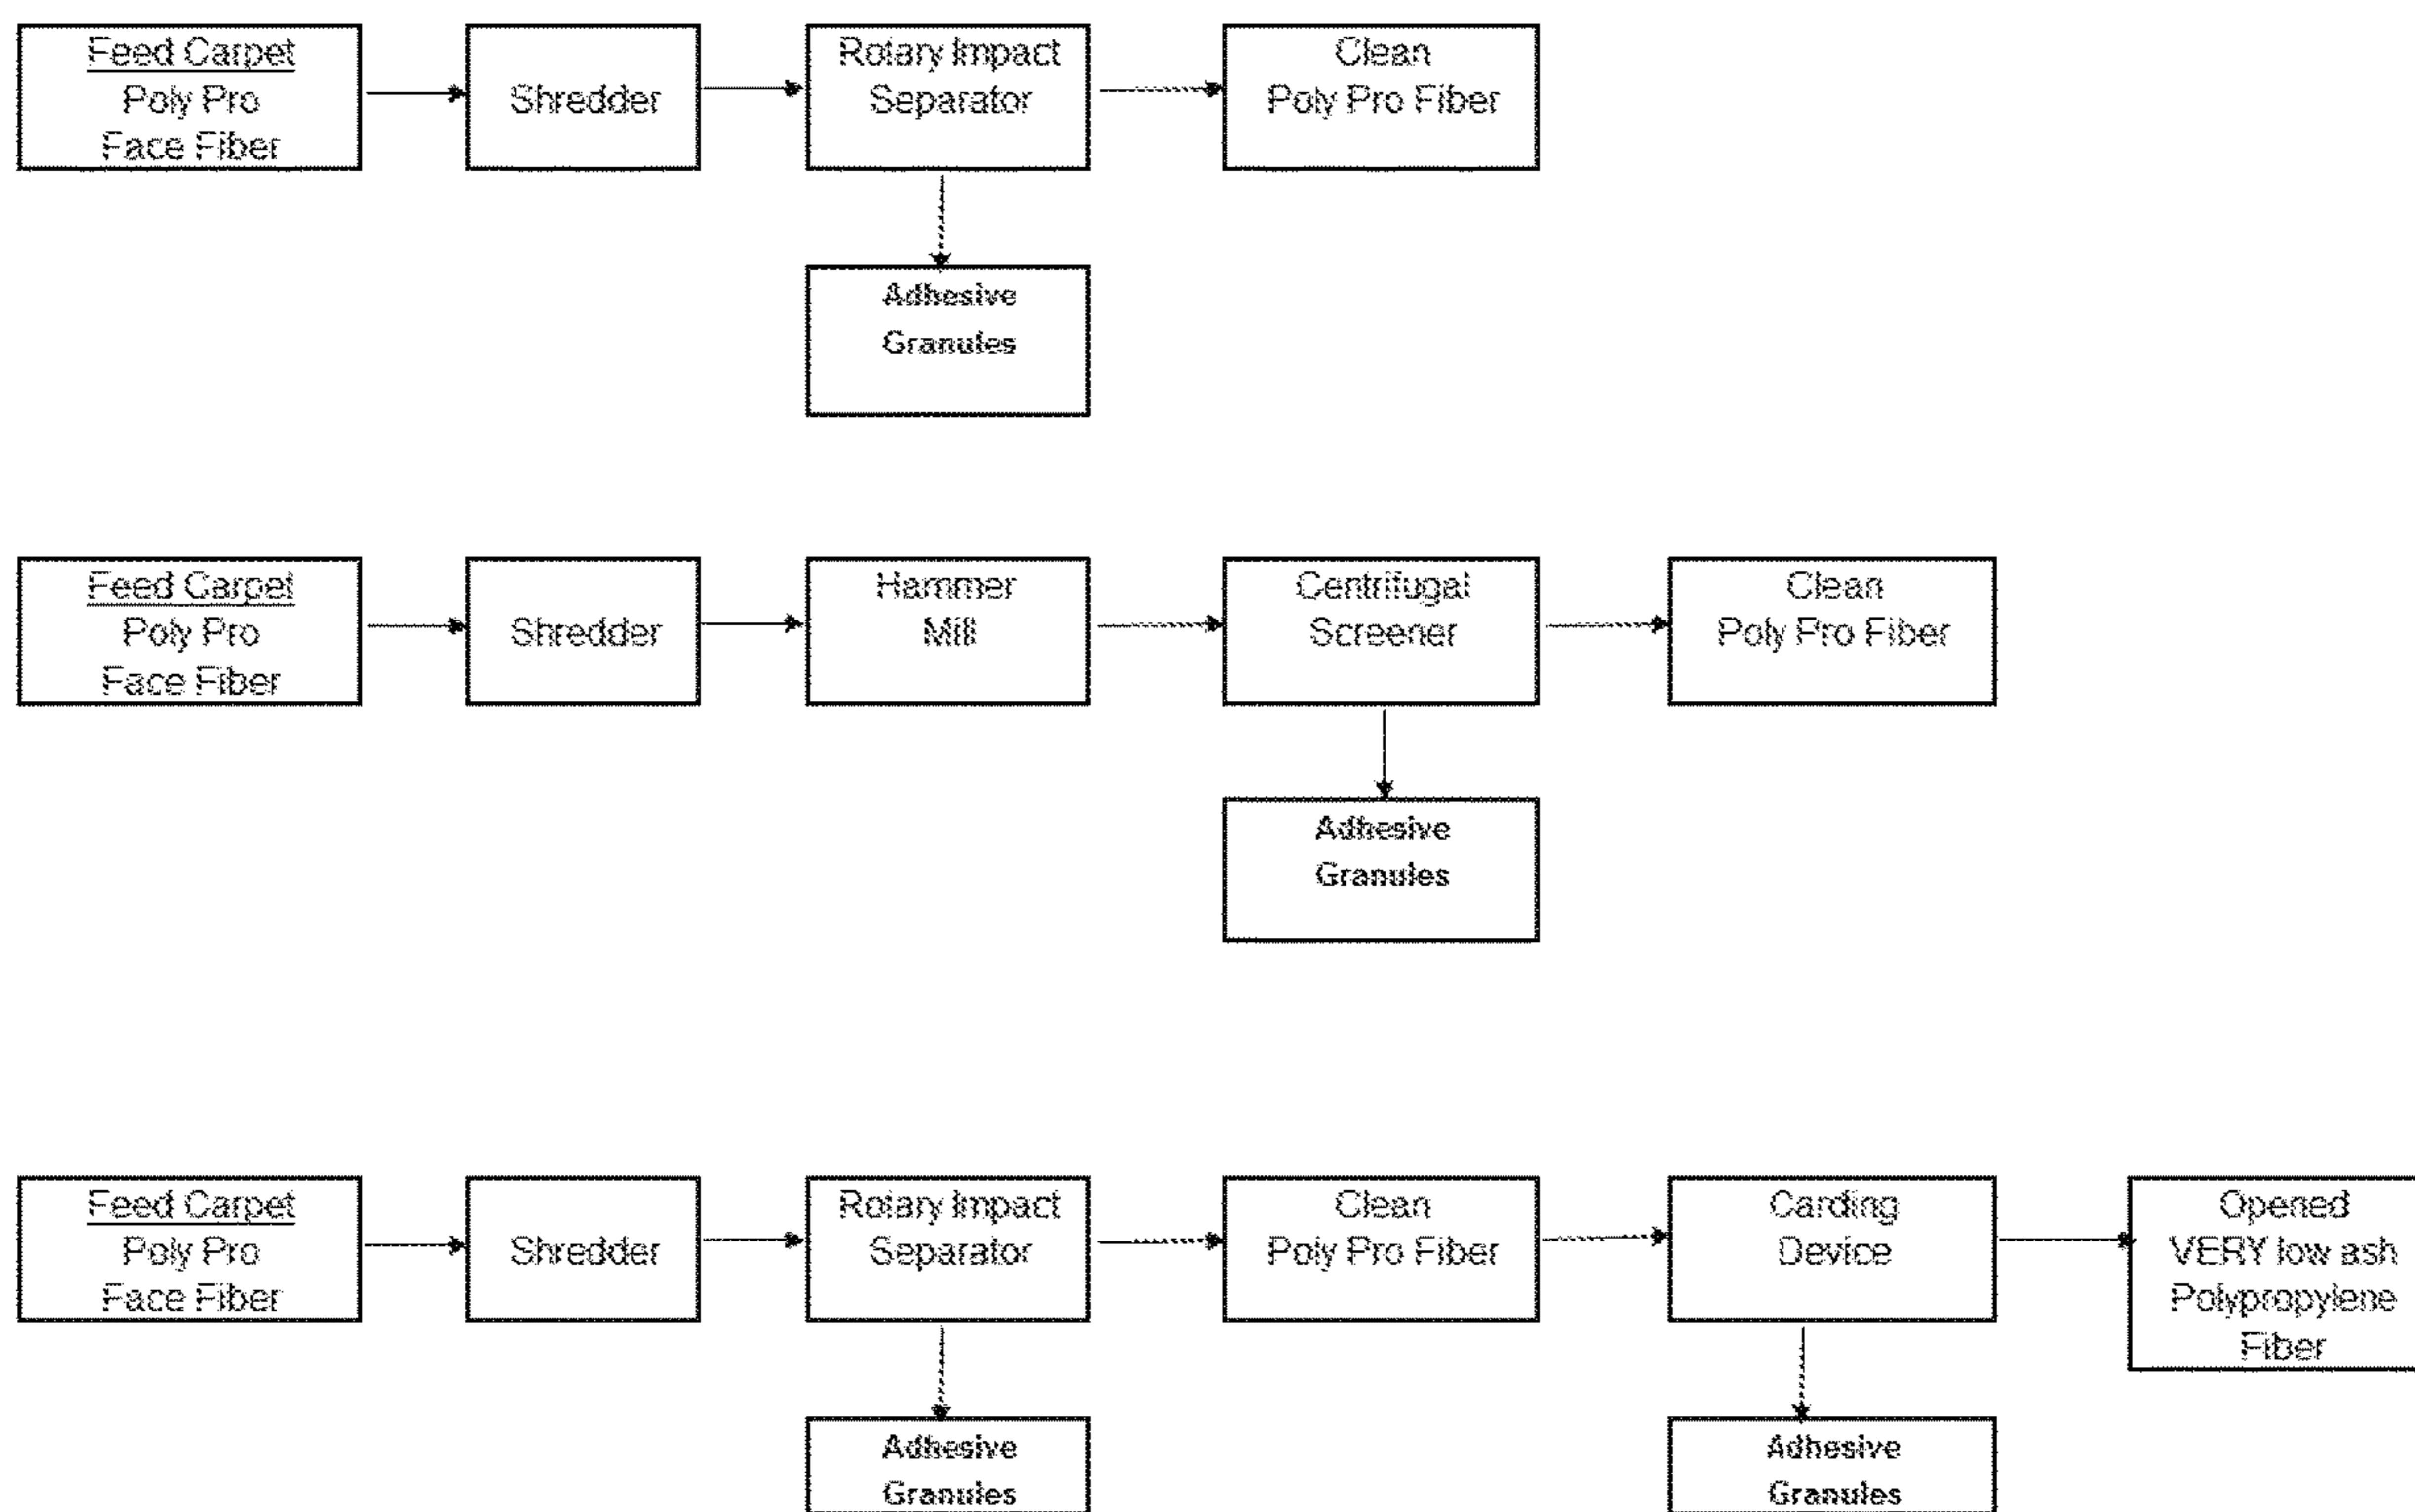 Feed Carpet
Poly Pro
Face Fiber
Shredder
Rotary Impact
Separator
Clean
Poly Pro Fiber
Adhesive
Granules
Feed Carpet
Poly Pro
Face Fiber
Shredder
Hammer
Mill
Centrifugal
Screener
Clean
Poly Pro Fiber
Adhesive
Granules
Feed Carpet
Poly Pro
Face Fiber
Shredder
Rotary Impact
Separator
Clean
Poly Pro Fiber
Carding
Device
Opened
VERY low ash
Polypropylene
Fiber
Adhesive
Granules
Adhesive
Granules